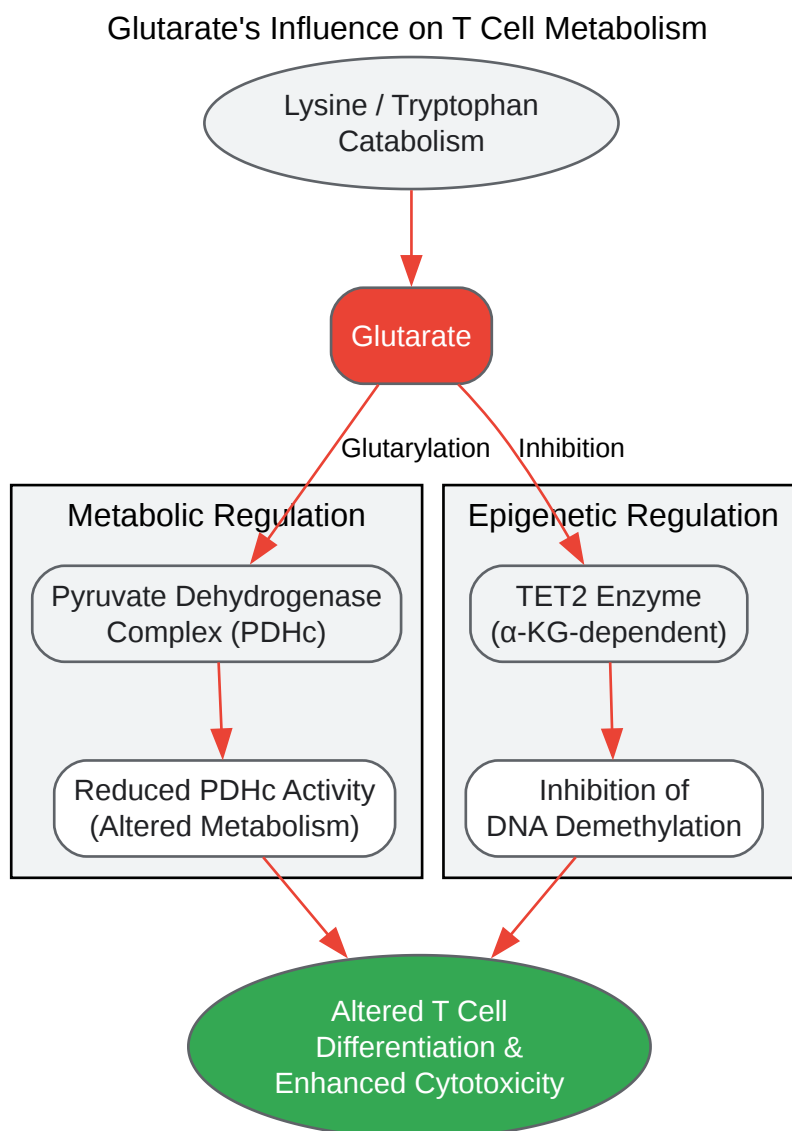 Glutarate's Influence on T Cell Metabolism
Lysine / Tryptophan
Catabolism
Glutarate
Glutarylation
Inhibition
Metabolic Regulation
Pyruvate Dehydrogenase
Complex (PDHc)
Reduced PDHc Activity
(Altered Metabolism)
Epigenetic Regulation
TET2 Enzyme
(α-KG-dependent)
Inhibition of
DNA Demethylation
Altered T Cell
Differentiation &
Enhanced Cytotoxicity